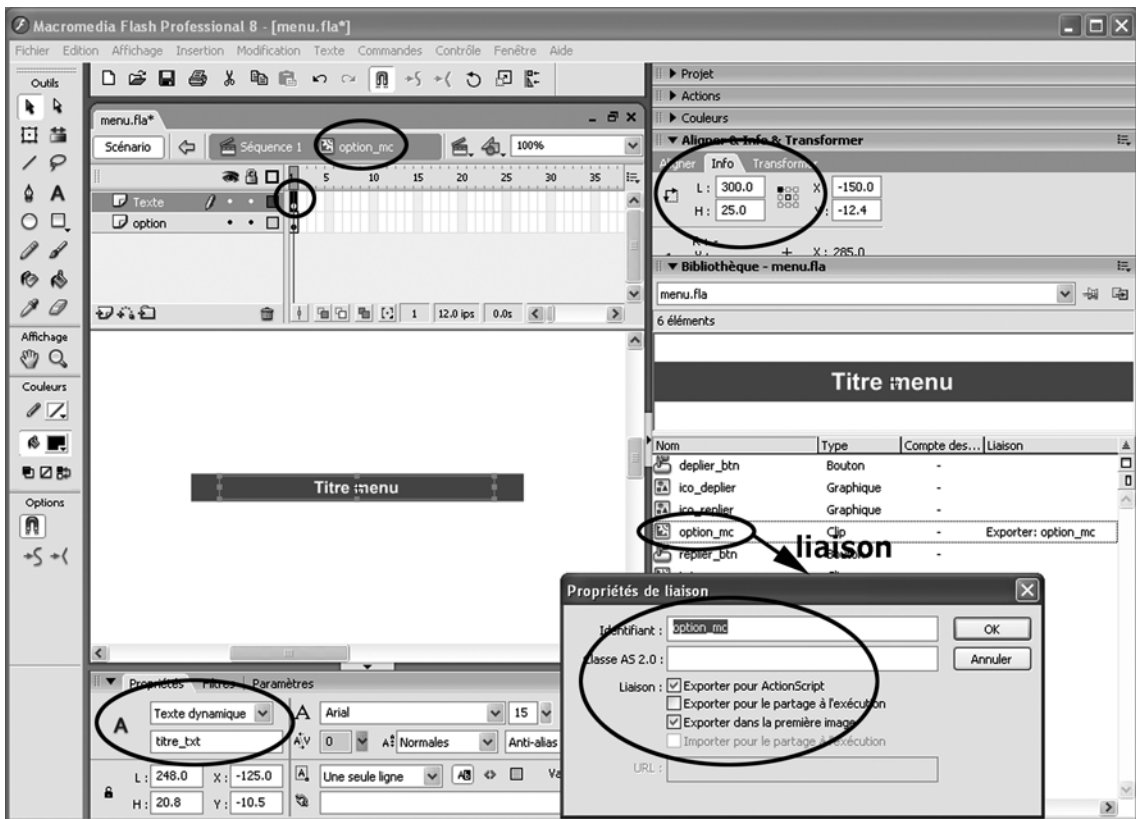 Macromedia Flash Professional 8 - [menu.fla*]
Fichier Edition Affichage Insertion Modification Texte Commandes Contrôle Fenêtre Aide
Outils
Affichage
Couleurs
Options
menu.fla*
Scénario Séquence 1 option_mc 100%
5 10 15 20 25 30 35
Texte
option
1 12.0 ips 0.0s
Titre menu
Propriétés Filtres Paramètres
Texte dynamique Arial 15
titre_txt 0 Normales Anti-alias
L : 248.0 X : -125.0 Une seule ligne
H : 20.8 Y : -10.5
Projet
Actions
Couleurs
Aligner & Info & Transformer
Aligner Info Transformer
L : 300.0 X : -150.0
H : 25.0 Y : -12.4
X : 285.0
Bibliothèque - menu.fla
menu.fla
6 éléments
Titre menu
Nom Type Compte des... Liaison
deplier_btn Bouton -
ico_deplier Graphique -
ico_replier Graphique -
option_mc Clip - Exporter: option_mc
replier_btn Bouton -
liaison
Propriétés de liaison
Identifiant : option_mc OK
Classe AS 2.0 : Annuler
Liaison : Exporter pour ActionScript
Exporter pour le partage à l'exécution
Exporter dans la première image
Importer pour le partage à l'exécution
URL :